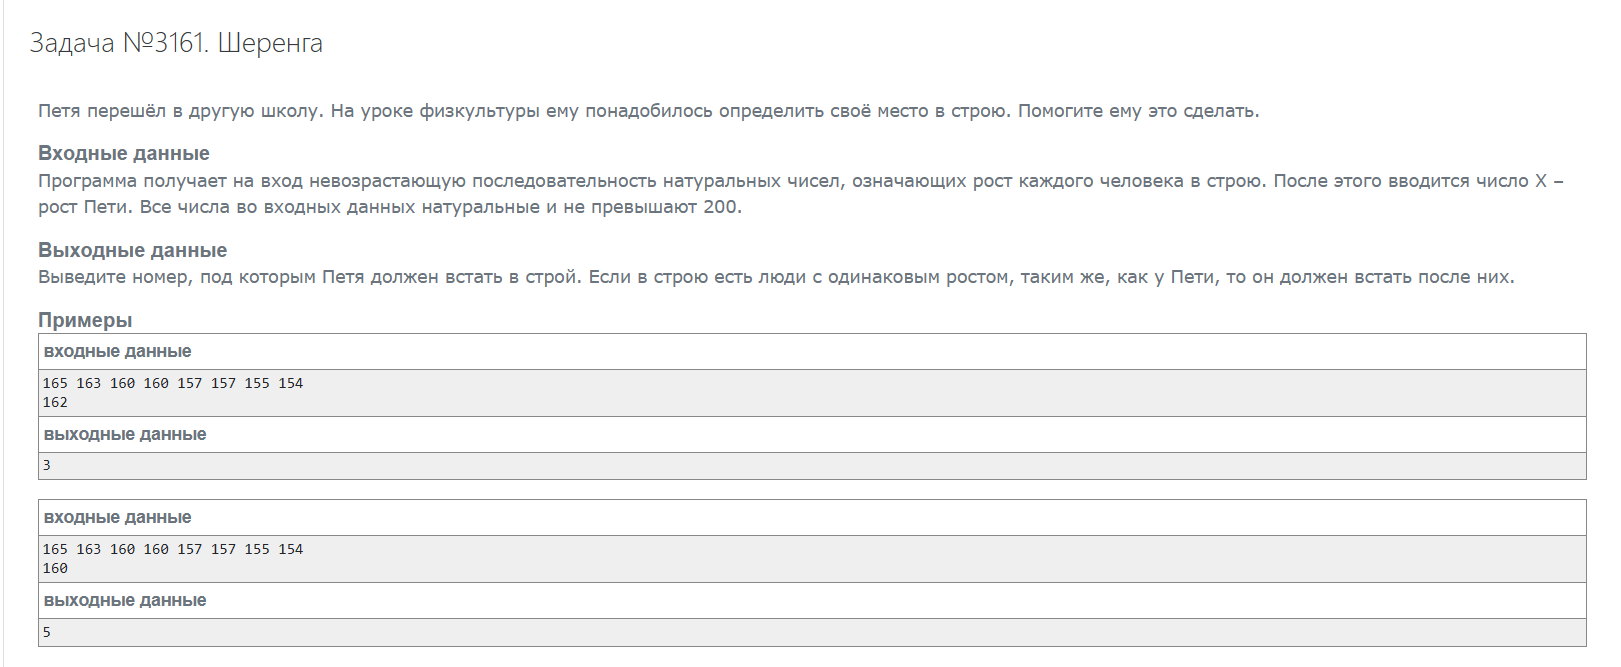 Задача №3161. Шеренга
Петя перешёл в другую школу. На уроке физкультуры ему понадобилось определить своё место в строю. Помогите ему это сделать.
Входные данные
Программа получает на вход невозрастающую последовательность натуральных чисел, означающих рост каждого человека в строю. После этого вводится число X –
рост Пети. Все числа во входных данных натуральные и не превышают 200.
Выходные данные
Выведите номер, под которым Петя должен встать в строй. Если в строю есть люди с одинаковым ростом, таким же, как у Пети, то он должен встать после них.
Примеры
входные данные
165 163 160 160 157 157 155 154
162
выходные данные
3
входные данные
165 163 160 160 157 157 155 154
160
выходные данные
5